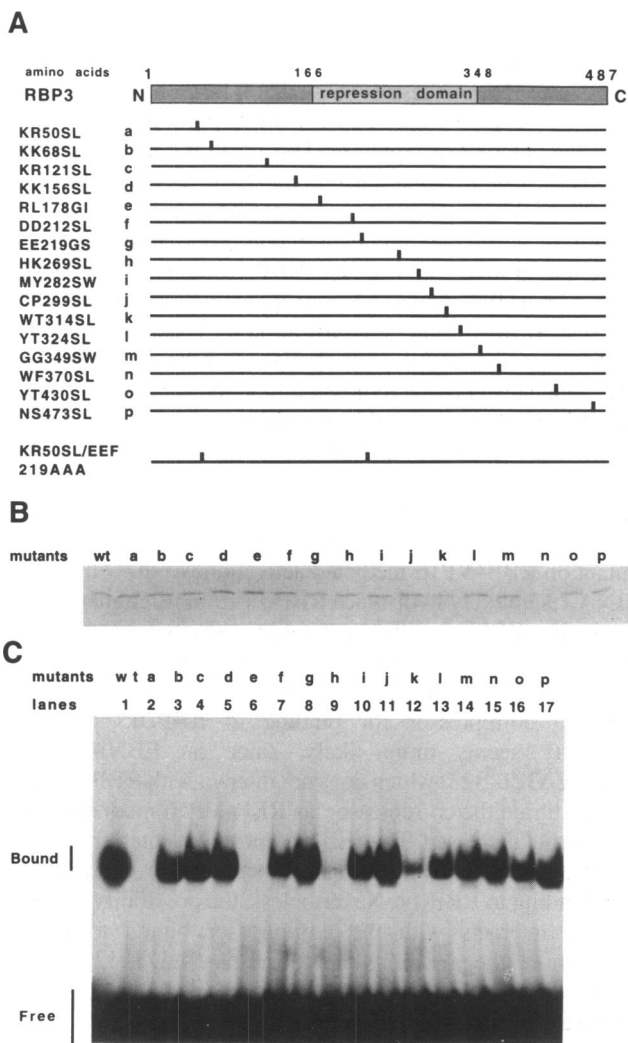 A
amino acids 1 166 348 487
RBP3 N repression domain C
KR50SL a
KK68SL b
KR121SL c
KK156SL d
RL178GI e
DD212SL f
EE219GS g
HK269SL h
MY282SW i
CP299SL j
WT314SL k
YT324SL l
GG349SW m
WF370SL n
YT430SL o
NS473SL p
KR50SL/EEF
219AAA
B
mutants wt a b c d e f g h i j k l m n o p
C
mutants wt a b c d e f g h i j k l m n o p
lanes 1 2 3 4 5 6 7 8 9 10 11 12 13 14 15 16 17
Bound
Free